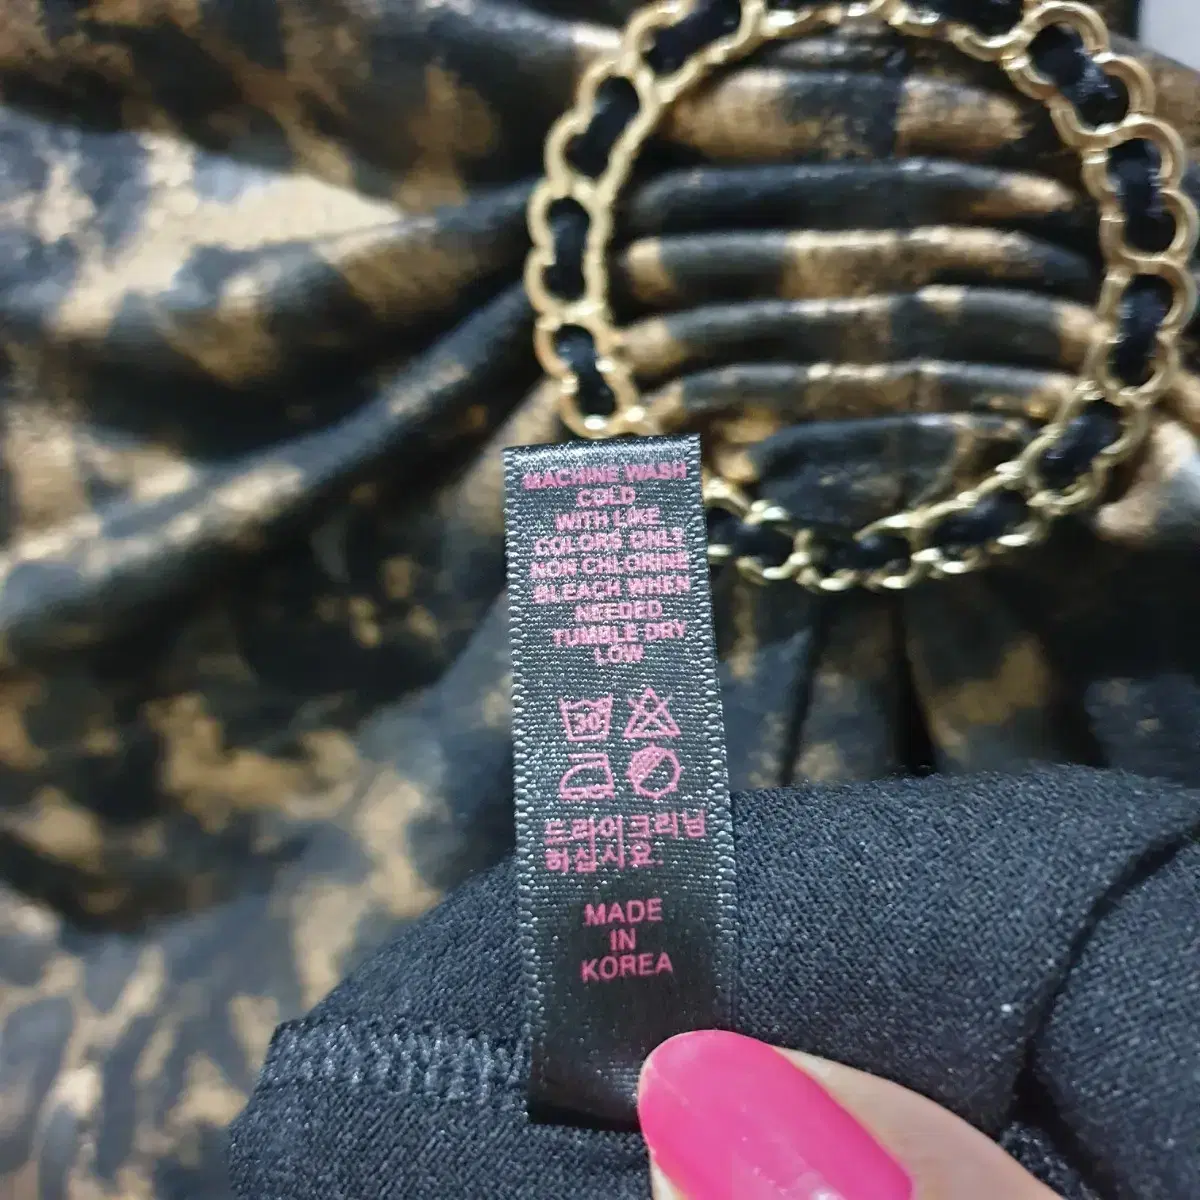 MACHINE WASH
COLD
WITH LIKE
COLORS ONLY
NON CHLORINE
BLEACH WHEN
NEEDED
TUMBLE DRY
LOW
30
드라이크리닝
하십시요.
MADE
IN
KOREA